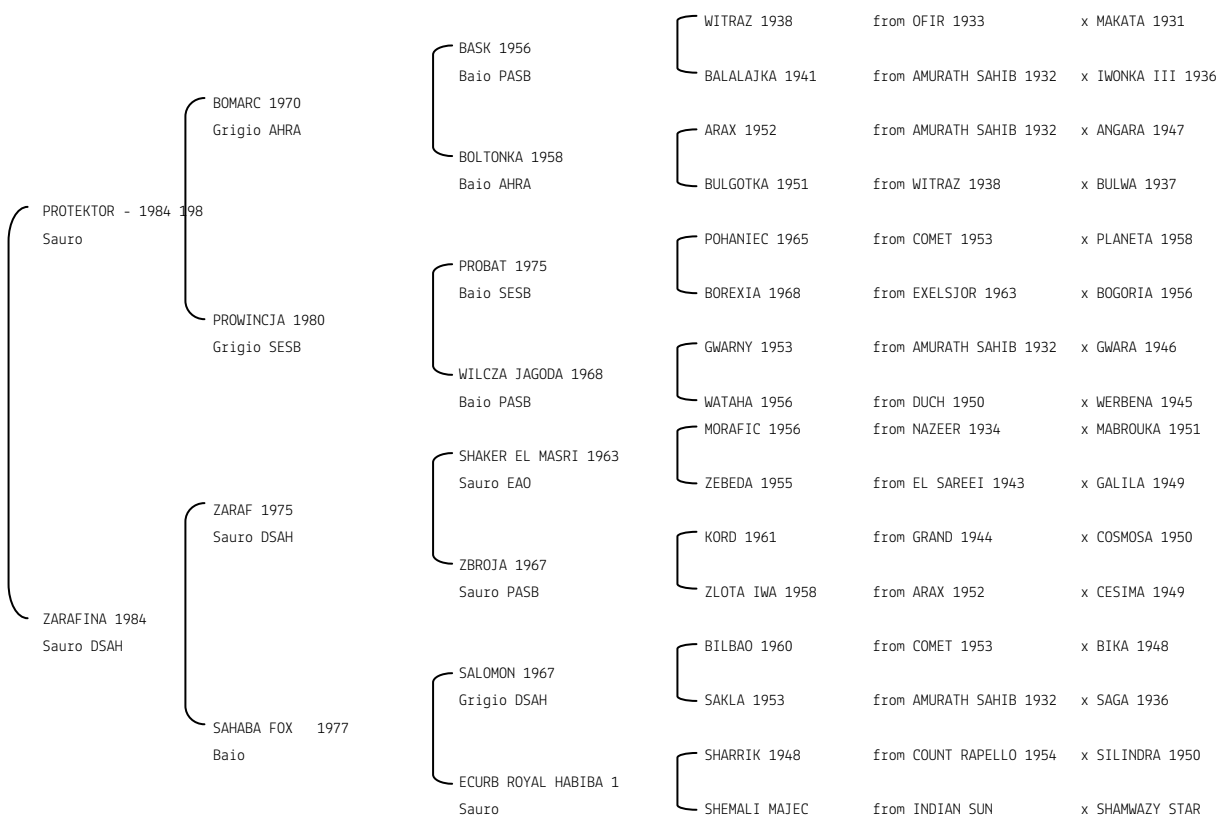 WITRAZ 1938 from OFIR 1933 x MAKATA 1931
BASK 1956
Baio PASB BALALAJKA 1941 from AMURATH SAHIB 1932 x IWONKA III 1936
BOMARC 1970
Grigio AHRA ARAX 1952 from AMURATH SAHIB 1932 x ANGARA 1947
BOLTONKA 1958
Baio AHRA BULGOTKA 1951 from WITRAZ 1938 x BULWA 1937
PROTEKTOR - 1984 198
Sauro POHANIEC 1965 from COMET 1953 x PLANETA 1958
PROBAT 1975
Baio SESB BOREXIA 1968 from EXELSJOR 1963 x BOGORIA 1956
PROWINCJA 1980
Grigio SESB GWARNY 1953 from AMURATH SAHIB 1932 x GWARA 1946
WILCZA JAGODA 1968
Baio PASB WATAHA 1956 from DUCH 1950 x WERBENA 1945
MORAFIC 1956 from NAZEER 1934 x MABROUKA 1951
SHAKER EL MASRI 1963
Sauro EAO ZEBEDA 1955 from EL SAREEI 1943 x GALILA 1949
ZARAF 1975
Sauro DSAH KORD 1961 from GRAND 1944 x COSMOSA 1950
ZBROJA 1967
Sauro PASB ZLOTA IWA 1958 from ARAX 1952 x CESIMA 1949
ZARAFINA 1984
Sauro DSAH BILBAO 1960 from COMET 1953 x BIKA 1948
SALOMON 1967
Grigio DSAH SAKLA 1953 from AMURATH SAHIB 1932 x SAGA 1936
SAHABA FOX 1977
Baio SHARRIK 1948 from COUNT RAPELLO 1954 x SILINDRA 1950
ECURB ROYAL HABIBA 1
Sauro SHEMALI MAJEC from INDIAN SUN x SHAMWAZY STAR